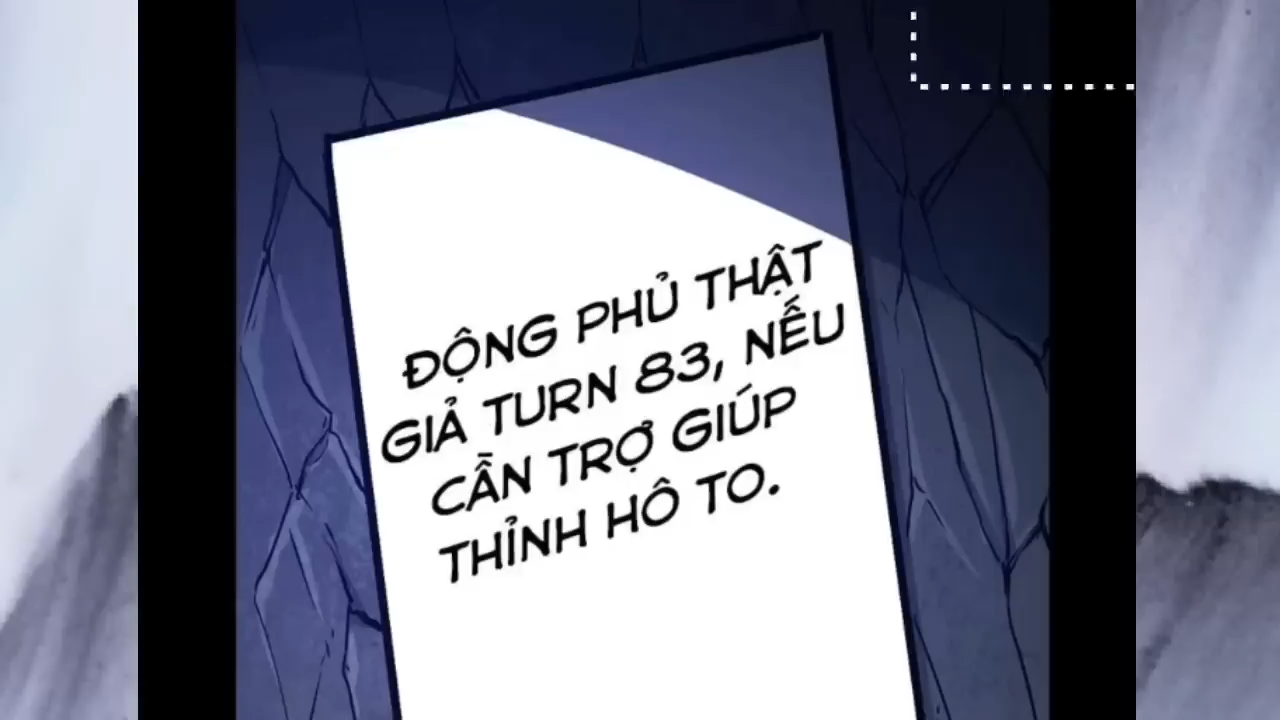 ĐỘNG PHỦ THẬT
GIẢ TURN 83, NẾU
CẦN TRỢ GIÚP
THỈNH HÔ TO.